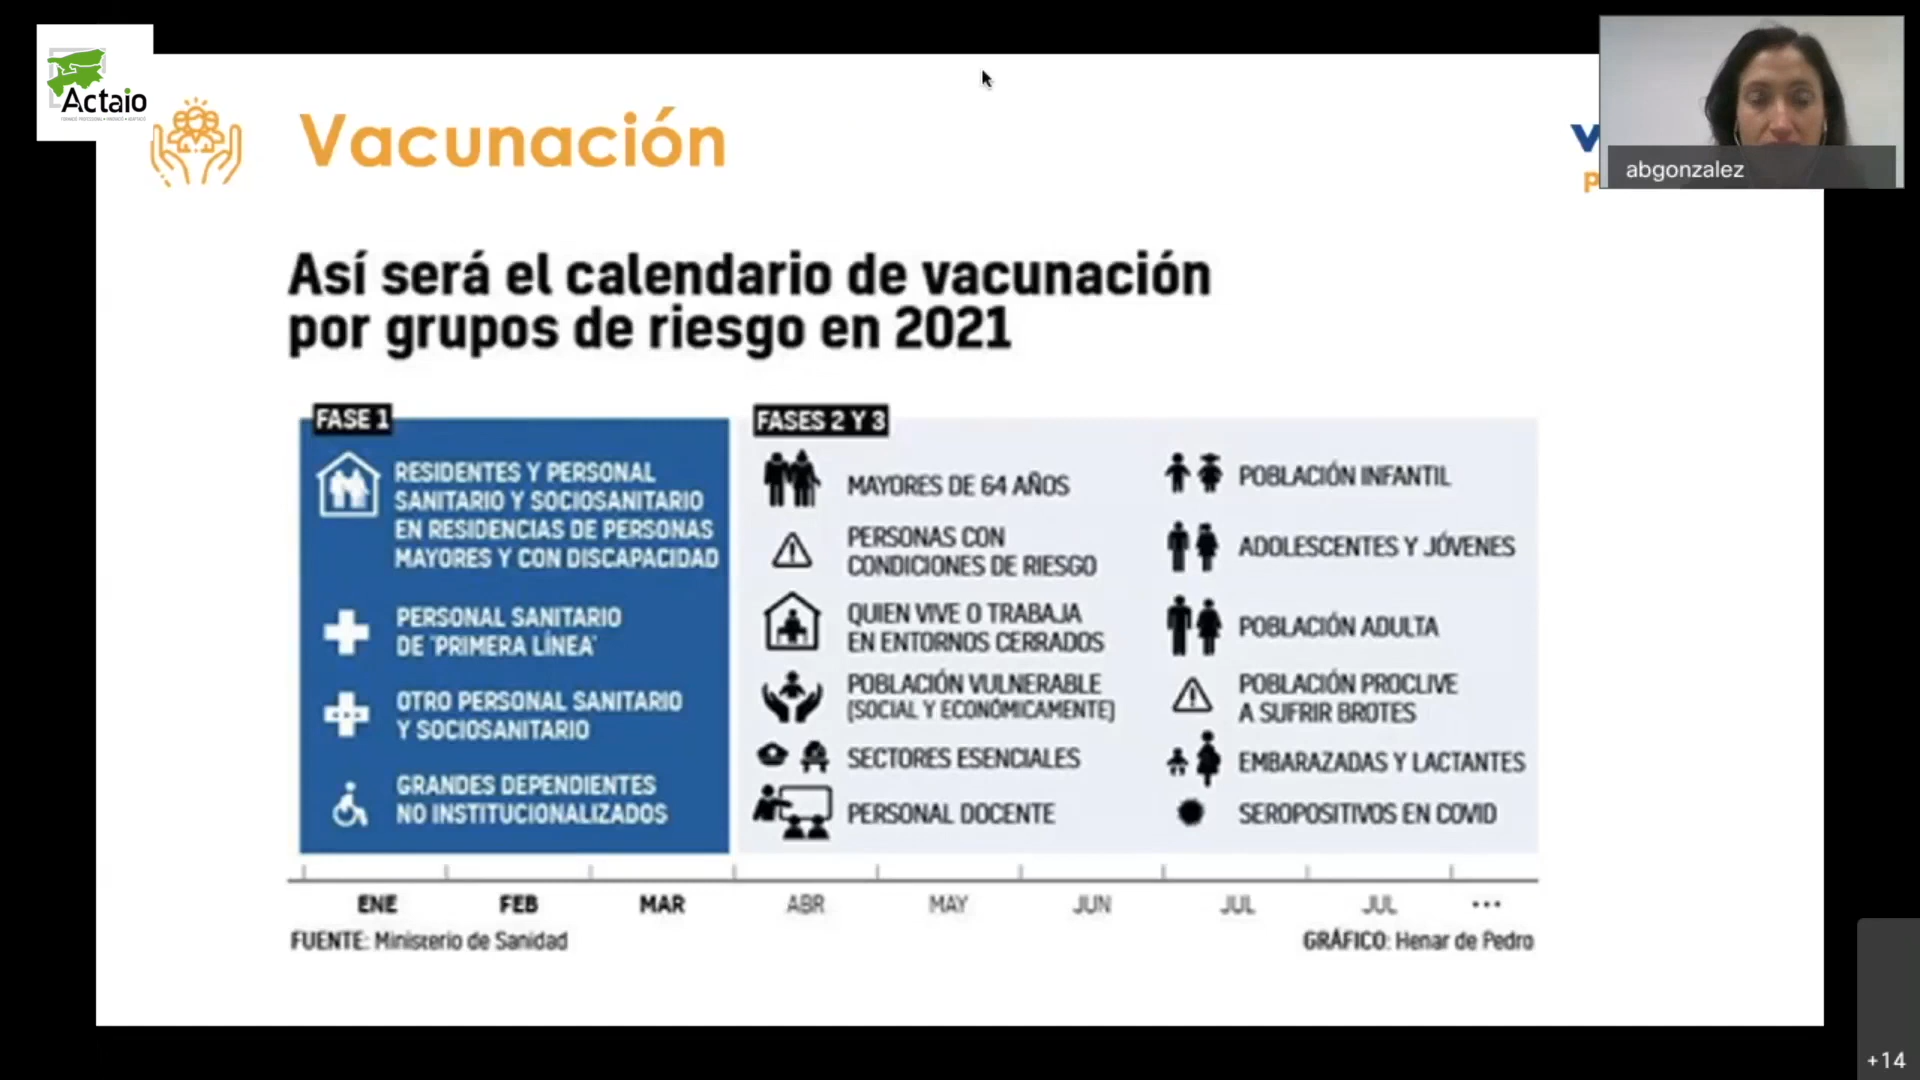 Actaio
Vacunación
abgonzalez
Así será el calendario de vacunación
por grupos de riesgo en 2021
FASE 1
RESIDENTES Y PERSONAL
SANITARIO Y SOCIOSANITARIO
EN RESIDENCIAS DE PERSONAS
MAYORES Y CON DISCAPACIDAD
PERSONAL SANITARIO
DE "PRIMERA LÍNEA"
OTRO PERSONAL SANITARIO
Y SOCIOSANITARIO
GRANDES DEPENDIENTES
NO INSTITUCIONALIZADOS
FASES 2 Y 3
MAYORES DE 64 AÑOS
PERSONAS CON
CONDICIONES DE RIESGO
QUIEN VIVE O TRABAJA
EN ENTORNOS CERRADOS
POBLACIÓN VULNERABLE
(SOCIAL Y ECONÓMICAMENTE)
SECTORES ESENCIALES
PERSONAL DOCENTE
POBLACIÓN INFANTIL
ADOLESCENTES Y JÓVENES
POBLACIÓN ADULTA
POBLACIÓN PROCLIVE
A SUFRIR BROTES
EMBARAZADAS Y LACTANTES
SEROPOSITIVOS EN COVID
ENE FEB MAR ABR MAY JUN JUL JUL ...
FUENTE: Ministerio de Sanidad
GRÁFICO: Henar de Pedro
+14